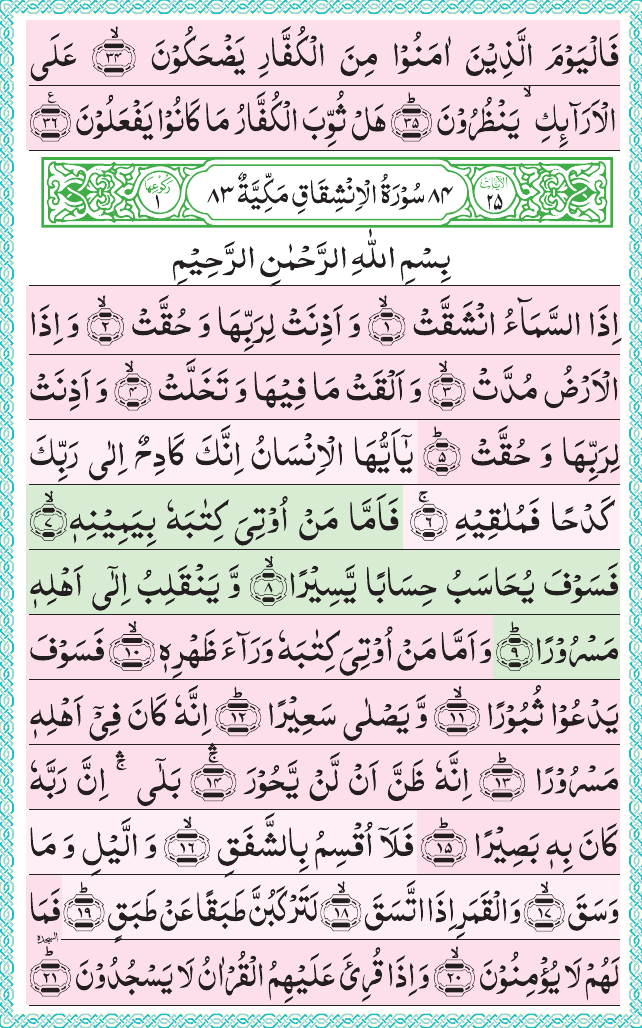 فَالْيَوْمَ الَّذِيْنَ اٰمَنُوْا مِنَ الْكُفَّارِ يَضْحَكُوْنَ ۙ﴿۳۴﴾ عَلَى
الْاَرَآىِٕكِ ۙ يَنْظُرُوْنَ ؕ﴿۳۵﴾ هَلْ ثُوِّبَ الْكُفَّارُ مَا كَانُوْا يَفْعَلُوْنَ ﴿۳۶﴾ع
اٰيَاتُهَا ۲۵ ۸۴ سُوْرَةُ الْاِنْشِقَاقِ مَكِّيَّةٌ ۸۳ رُكُوْعُهَا ۱
بِسْمِ اللّٰهِ الرَّحْمٰنِ الرَّحِيْمِ
اِذَا السَّمَآءُ انْشَقَّتْ ۙ﴿۱﴾ وَ اَذِنَتْ لِرَبِّهَا وَ حُقَّتْ ۙ﴿۲﴾ وَ اِذَا
الْاَرْضُ مُدَّتْ ۙ﴿۳﴾ وَ اَلْقَتْ مَا فِيْهَا وَ تَخَلَّتْ ۙ﴿۴﴾ وَ اَذِنَتْ
لِرَبِّهَا وَ حُقَّتْ ؕ﴿۵﴾ يٰۤاَيُّهَا الْاِنْسَانُ اِنَّكَ كَادِحٌ اِلٰى رَبِّكَ
كَدْحًا فَمُلٰقِيْهِ ۚ﴿۶﴾ فَاَمَّا مَنْ اُوْتِيَ كِتٰبَهٗ بِيَمِيْنِهٖ ۙ﴿۷﴾
فَسَوْفَ يُحَاسَبُ حِسَابًا يَّسِيْرًا ۙ﴿۸﴾ وَّ يَنْقَلِبُ اِلٰۤى اَهْلِهٖ
مَسْرُوْرًا ؕ﴿۹﴾ وَ اَمَّا مَنْ اُوْتِيَ كِتٰبَهٗ وَرَآءَ ظَهْرِهٖ ۙ﴿۱۰﴾ فَسَوْفَ
يَدْعُوْا ثُبُوْرًا ۙ﴿۱۱﴾ وَّ يَصْلٰى سَعِيْرًا ؕ﴿۱۲﴾ اِنَّهٗ كَانَ فِيْۤ اَهْلِهٖ
مَسْرُوْرًا ؕ﴿۱۳﴾ اِنَّهٗ ظَنَّ اَنْ لَّنْ يَّحُوْرَ ۚۛ﴿۱۴﴾ بَلٰۤى ۚۛ اِنَّ رَبَّهٗ
كَانَ بِهٖ بَصِيْرًا ؕ﴿۱۵﴾ فَلَاۤ اُقْسِمُ بِالشَّفَقِ ۙ﴿۱۶﴾ وَ الَّيْلِ وَ مَا
وَسَقَ ۙ﴿۱۷﴾ وَالْقَمَرِ اِذَا اتَّسَقَ ۙ﴿۱۸﴾ لَتَرْكَبُنَّ طَبَقًا عَنْ طَبَقٍ ؕ﴿۱۹﴾ فَمَا
لَهُمْ لَا يُؤْمِنُوْنَ ۙ﴿۲۰﴾ وَاِذَا قُرِئَ عَلَيْهِمُ الْقُرْاٰنُ لَا يَسْجُدُوْنَ ؕ﴿۲۱﴾ السجدة